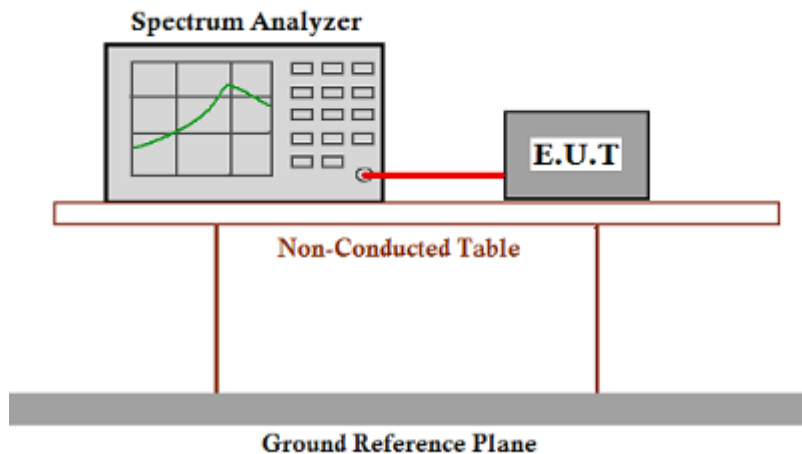 Spectrum Analyzer
E.U.T
Non-Conducted Table
Ground Reference Plane